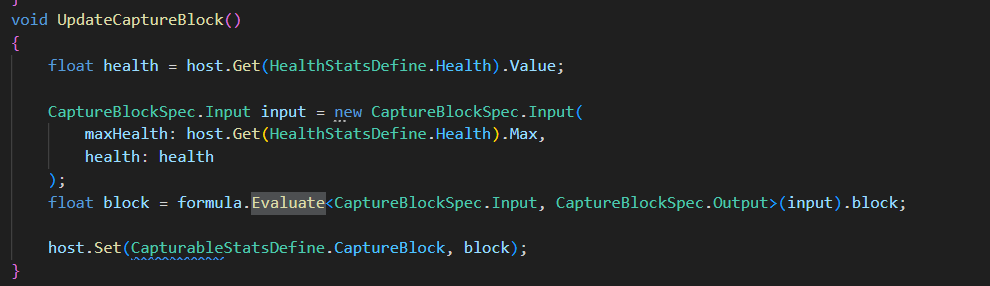 }
void UpdateCaptureBlock()
{
    float health = host.Get(HealthStatsDefine.Health).Value;

    CaptureBlockSpec.Input input = new CaptureBlockSpec.Input(
        maxHealth: host.Get(HealthStatsDefine.Health).Max,
        health: health
    );
    float block = formula.Evaluate<CaptureBlockSpec.Input, CaptureBlockSpec.Output>(input).block;

    host.Set(CapturableStatsDefine.CaptureBlock, block);
}